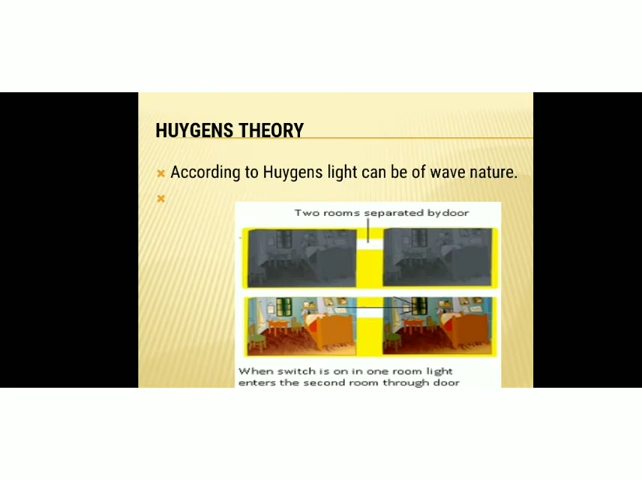 HUYGENS THEORY
According to Huygens light can be of wave nature.
Two rooms separated bydoor
When switch is on in one room light
enters the second room through door